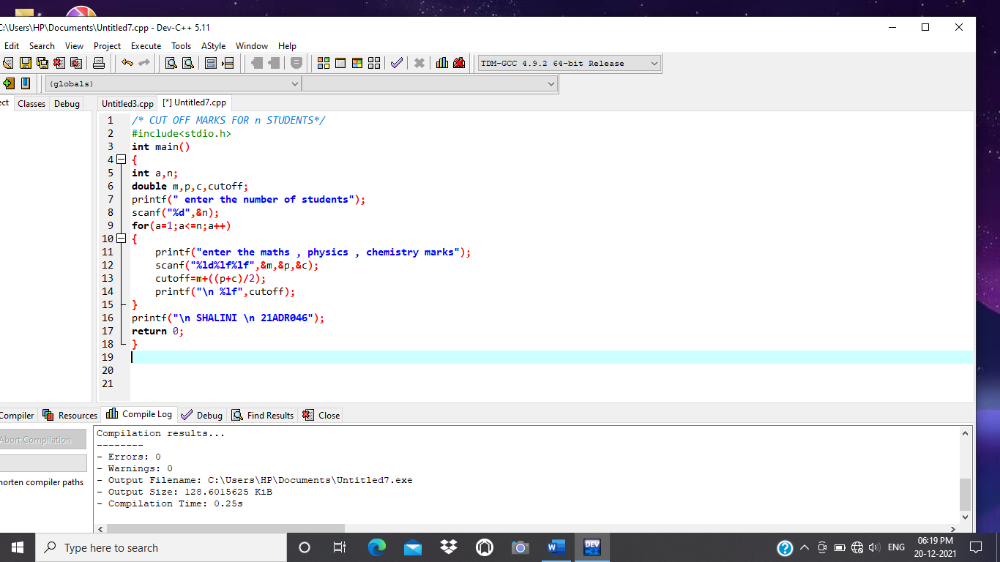 C:\Users\HP\Documents\Untitled7.cpp - Dev-C++ 5.11
Edit Search View Project Execute Tools AStyle Window Help
TDM-GCC 4.9.2 64-bit Release
(globals)
ect Classes Debug Untitled3.cpp [*] Untitled7.cpp
1 /* CUT OFF MARKS FOR n STUDENTS*/
2 #include<stdio.h>
3 int main()
4 {
5 int a,n;
6 double m,p,c,cutoff;
7 printf(" enter the number of students");
8 scanf("%d",&n);
9 for(a=1;a<=n;a++)
10 {
11 printf("enter the maths , physics , chemistry marks");
12 scanf("%ld%lf%lf",&m,&p,&c);
13 cutoff=m+((p+c)/2);
14 printf("\n %lf",cutoff);
15 }
16 printf("\n SHALINI \n 21ADR046");
17 return 0;
18 }
19
20
21
Compiler Resources Compile Log Debug Find Results Close
Abort Compilation
horten compiler paths
Compilation results...
--------
- Errors: 0
- Warnings: 0
- Output Filename: C:\Users\HP\Documents\Untitled7.exe
- Output Size: 128.6015625 KiB
- Compilation Time: 0.25s
Type here to search
W
DEV
ENG
06:19 PM
20-12-2021